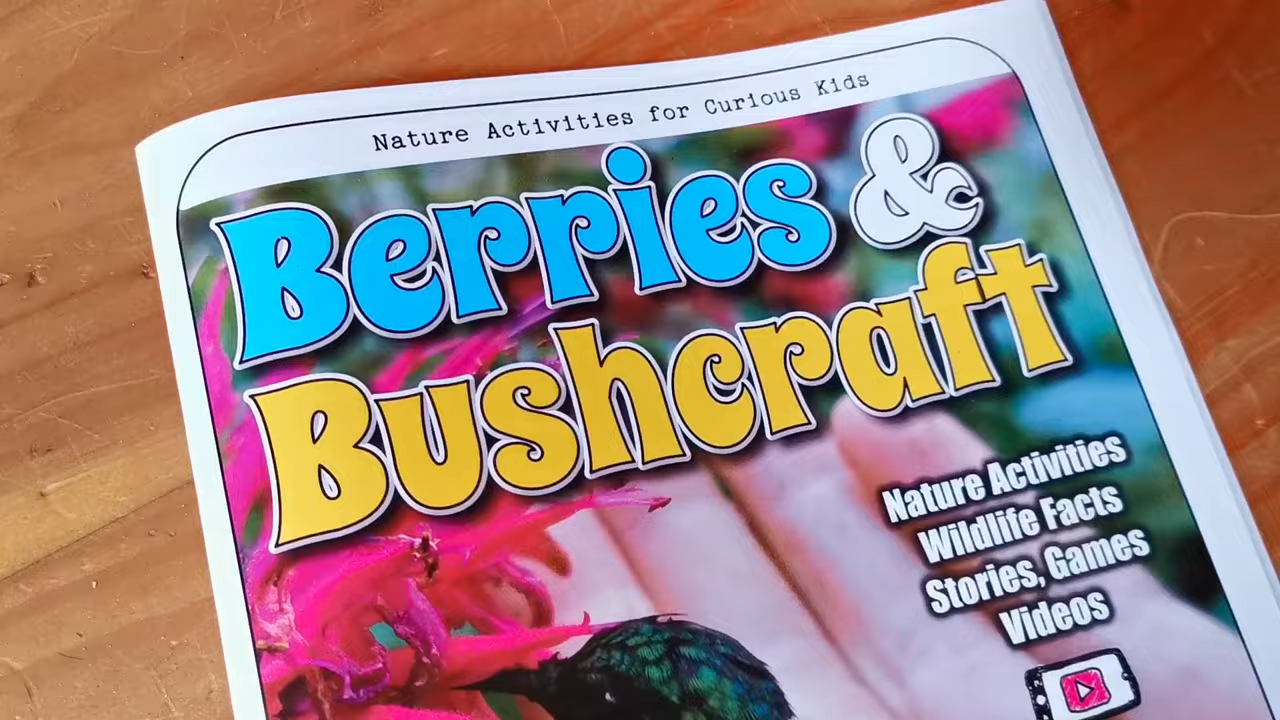 Nature Activities for Curious Kids
Berries &
Bushcraft
Nature Activities
Wildlife Facts
Stories, Games
Videos